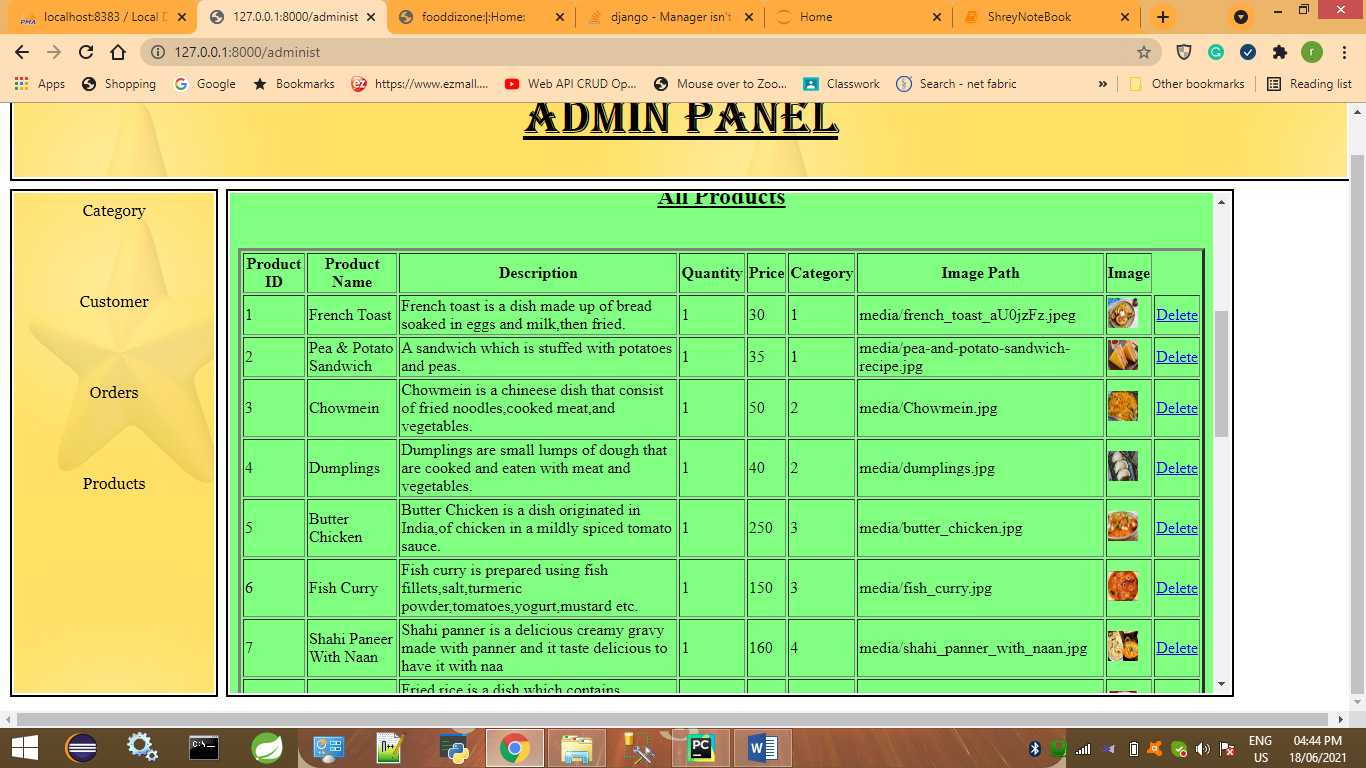 localhost:8383 / Local D
127.0.0.1:8000/administ
fooddizone:|:Home:
django - Manager isn't
Home
ShreyNoteBook
127.0.0.1:8000/administ
r
Apps
Shopping
Google
Bookmarks
https://www.ezmall....
Web API CRUD Op...
Mouse over to Zoo...
Classwork
Search - net fabric
»
Other bookmarks
Reading list
ADMIN PANEL
Category
Customer
Orders
Products
All Products
Product ID Product Name Description Quantity Price Category Image Path Image
1 French Toast French toast is a dish made up of bread soaked in eggs and milk,then fried. 1 30 1 media/french_toast_aU0jzFz.jpeg Delete
2 Pea & Potato Sandwich A sandwich which is stuffed with potatoes and peas. 1 35 1 media/pea-and-potato-sandwich-recipe.jpg Delete
3 Chowmein Chowmein is a chineese dish that consist of fried noodles,cooked meat,and vegetables. 1 50 2 media/Chowmein.jpg Delete
4 Dumplings Dumplings are small lumps of dough that are cooked and eaten with meat and vegetables. 1 40 2 media/dumplings.jpg Delete
5 Butter Chicken Butter Chicken is a dish originated in India,of chicken in a mildly spiced tomato sauce. 1 250 3 media/butter_chicken.jpg Delete
6 Fish Curry Fish curry is prepared using fish fillets,salt,turmeric powder,tomatoes,yogurt,mustard etc. 1 150 3 media/fish_curry.jpg Delete
7 Shahi Paneer With Naan Shahi panner is a delicious creamy gravy made with panner and it taste delicious to have it with naa 1 160 4 media/shahi_panner_with_naan.jpg Delete
Fried rice is a dish which contains
ENG
US
04:44 PM
18/06/2021